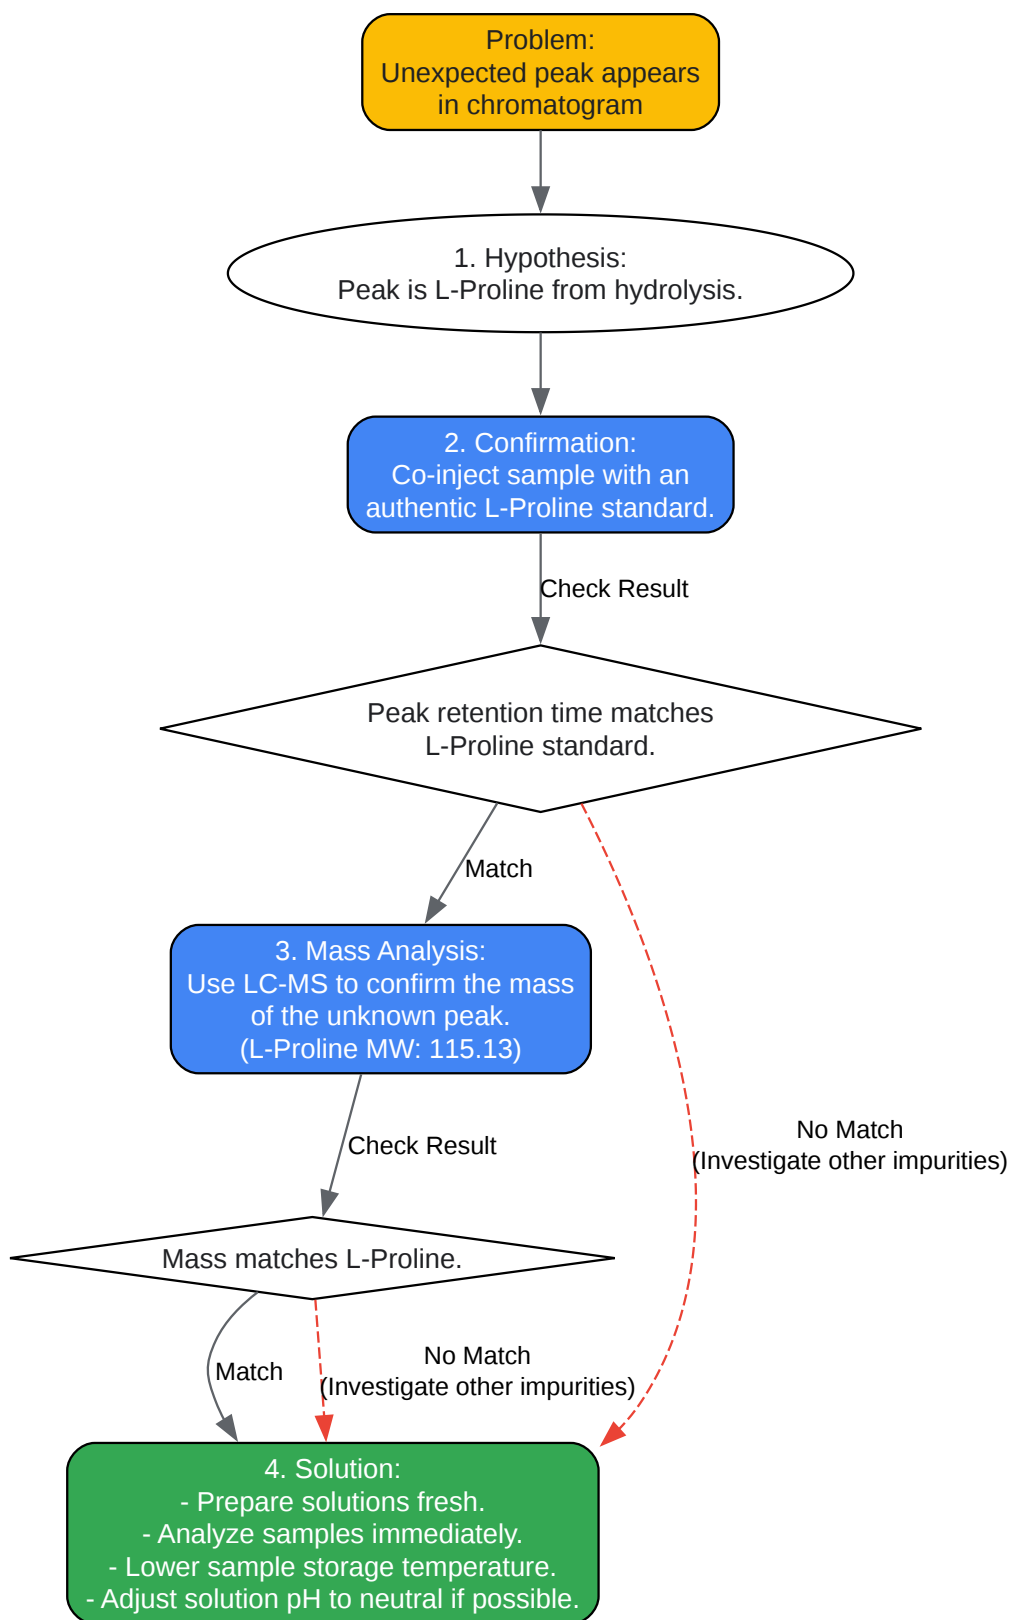 Problem:
Unexpected peak appears
in chromatogram
1. Hypothesis:
Peak is L-Proline from hydrolysis.
2. Confirmation:
Co-inject sample with an
authentic L-Proline standard.
Check Result
Peak retention time matches
L-Proline standard.
Match
3. Mass Analysis:
Use LC-MS to confirm the mass
of the unknown peak.
(L-Proline MW: 115.13)
No Match
(Investigate other impurities)
Check Result
Mass matches L-Proline.
Match
No Match
(Investigate other impurities)
4. Solution:
- Prepare solutions fresh.
- Analyze samples immediately.
- Lower sample storage temperature.
- Adjust solution pH to neutral if possible.